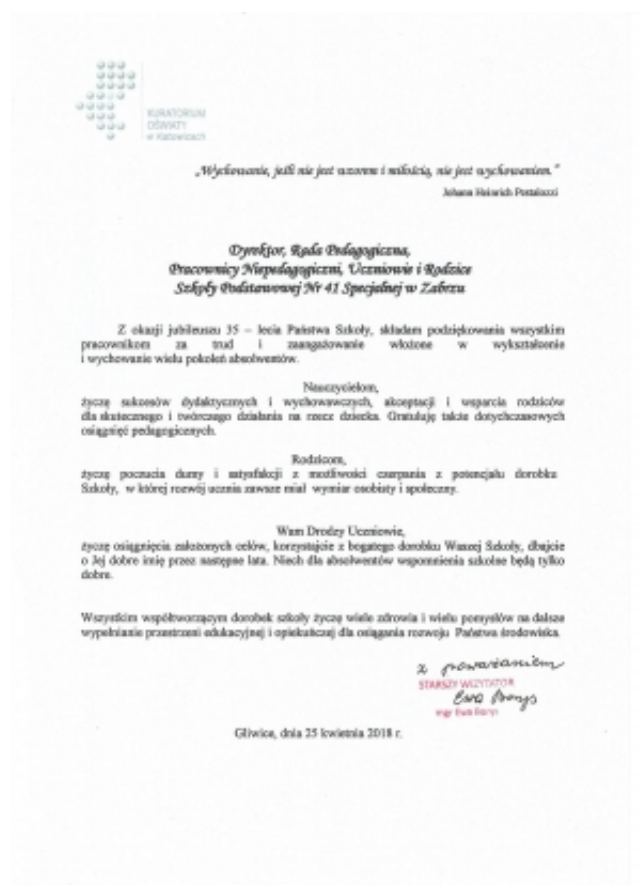 KURATORIUM
OŚWIATY
w Katowicach
„Wychowanie, jeśli nie jest wzorem i miłością, nie jest wychowaniem."
Johann Heinrich Pestalozzi
Dyrektor, Rada Pedagogiczna,
Pracownicy Niepedagogiczni, Uczniowie i Rodzice
Szkoły Podstawowej Nr 41 Specjalnej w Zabrzu
Z okazji jubileuszu 35 – lecia Państwa Szkoły, składam podziękowania wszystkim
pracownikom za trud i zaangażowanie włożone w wykształcenie
i wychowanie wielu pokoleń absolwentów.
Nauczycielom,
życzę sukcesów dydaktycznych i wychowawczych, akceptacji i wsparcia rodziców
dla skutecznego i twórczego działania na rzecz dziecka. Gratuluję także dotychczasowych
osiągnięć pedagogicznych.
Rodzicom,
życzę poczucia dumy i satysfakcji z możliwości czerpania z potencjału dorobku
Szkoły, w której rozwój ucznia zawsze miał wymiar osobisty i społeczny.
Wam Drodzy Uczniowie,
życzę osiągnięcia założonych celów, korzystajcie z bogatego dorobku Waszej Szkoły, dbajcie
o Jej dobre imię przez następne lata. Niech dla absolwentów wspomnienia szkolne będą tylko
dobre.
Wszystkim współtworzącym dorobek szkoły życzę wiele zdrowia i wielu pomysłów na dalsze
wypełnianie przestrzeni edukacyjnej i opiekuńczej dla osiągania rozwoju Państwa środowiska.
z poważaniem
STARSZY WIZYTATOR
Ewa
mgr Ewa
Gliwice, dnia 25 kwietnia 2018 r.